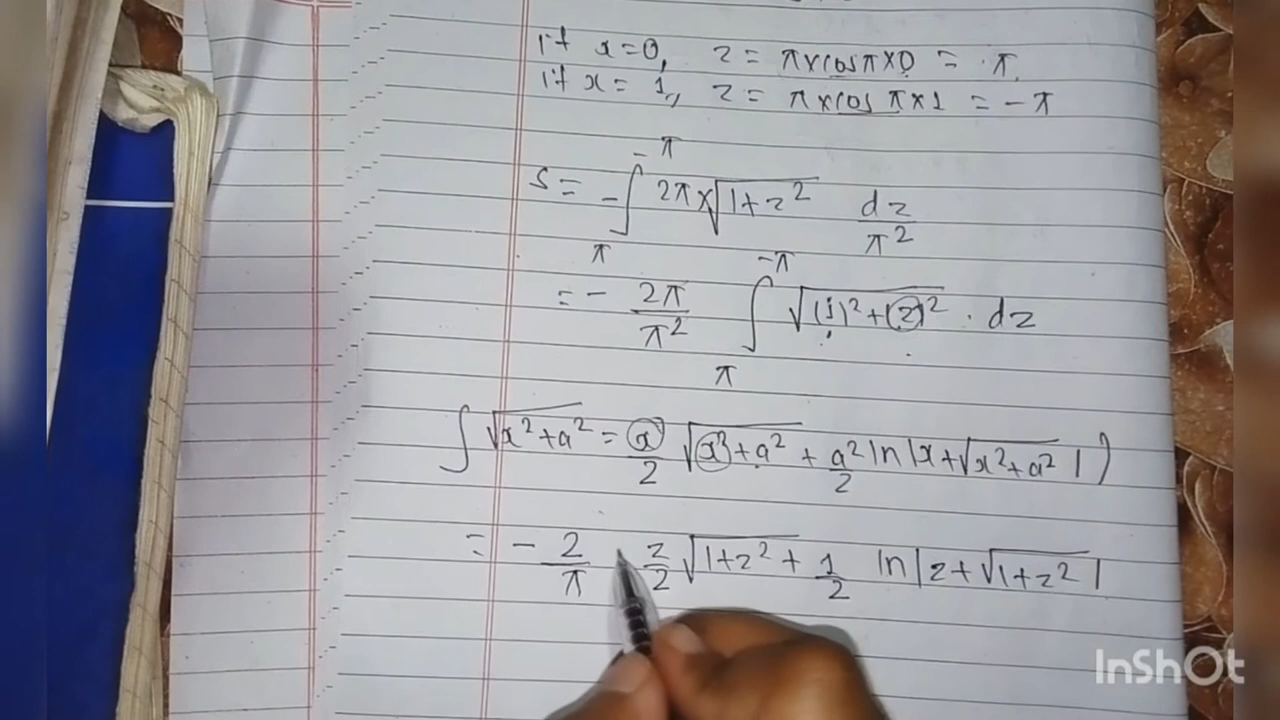 If x=0, z = π×cosπ×0 = π
If x= 1, z = π×cos π×1 = -π
S = -∫_{π}^{-π} 2π×√(1+z²) dz/π²
= - 2π/π² ∫_{π}^{-π} √((1)²+(z)²) . dz
∫√(x²+a²) = x/2 √(x²+a²) + a²/2 ln|x+√(x²+a²)|)
= - 2/π z/2 √(1+z²) + 1/2 ln|z+√(1+z²)|
InShOt